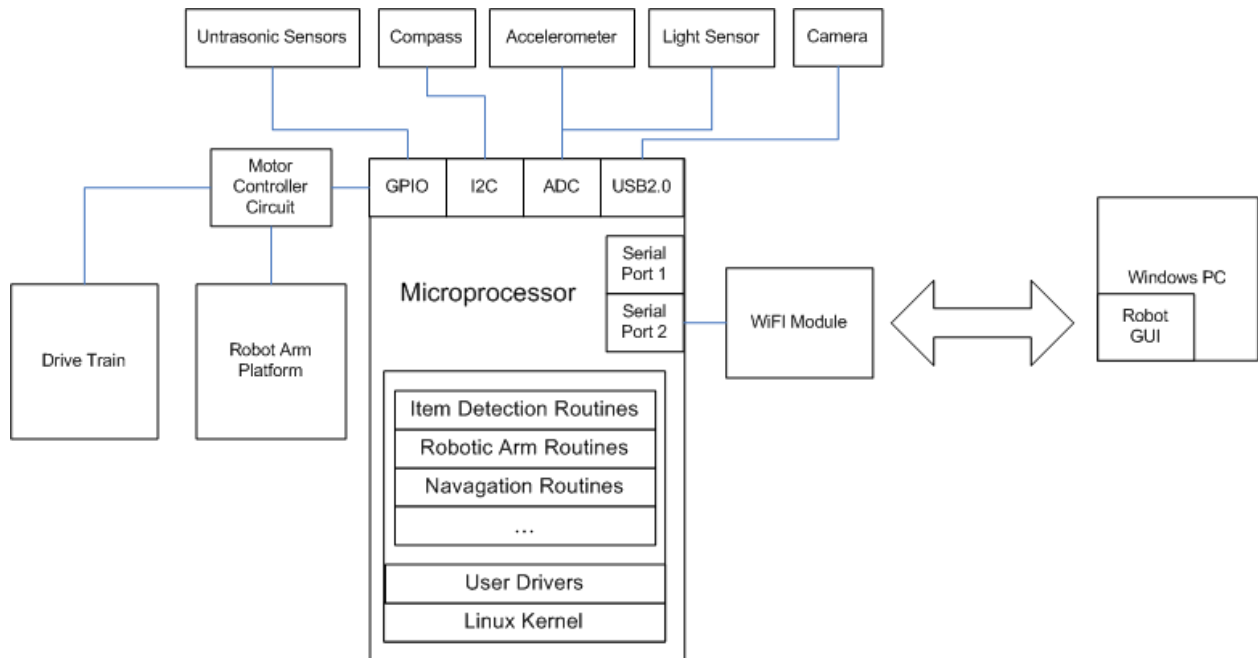 Untrasonic Sensors
Compass
Accelerometer
Light Sensor
Camera
Motor
Controller
Circuit
GPIO
I2C
ADC
USB2.0
Serial
Port 1
Microprocessor
Serial
Port 2
WiFI Module
Windows PC
Robot
GUI
Drive Train
Robot Arm
Platform
Item Detection Routines
Robotic Arm Routines
Navagation Routines
...
User Drivers
Linux Kernel